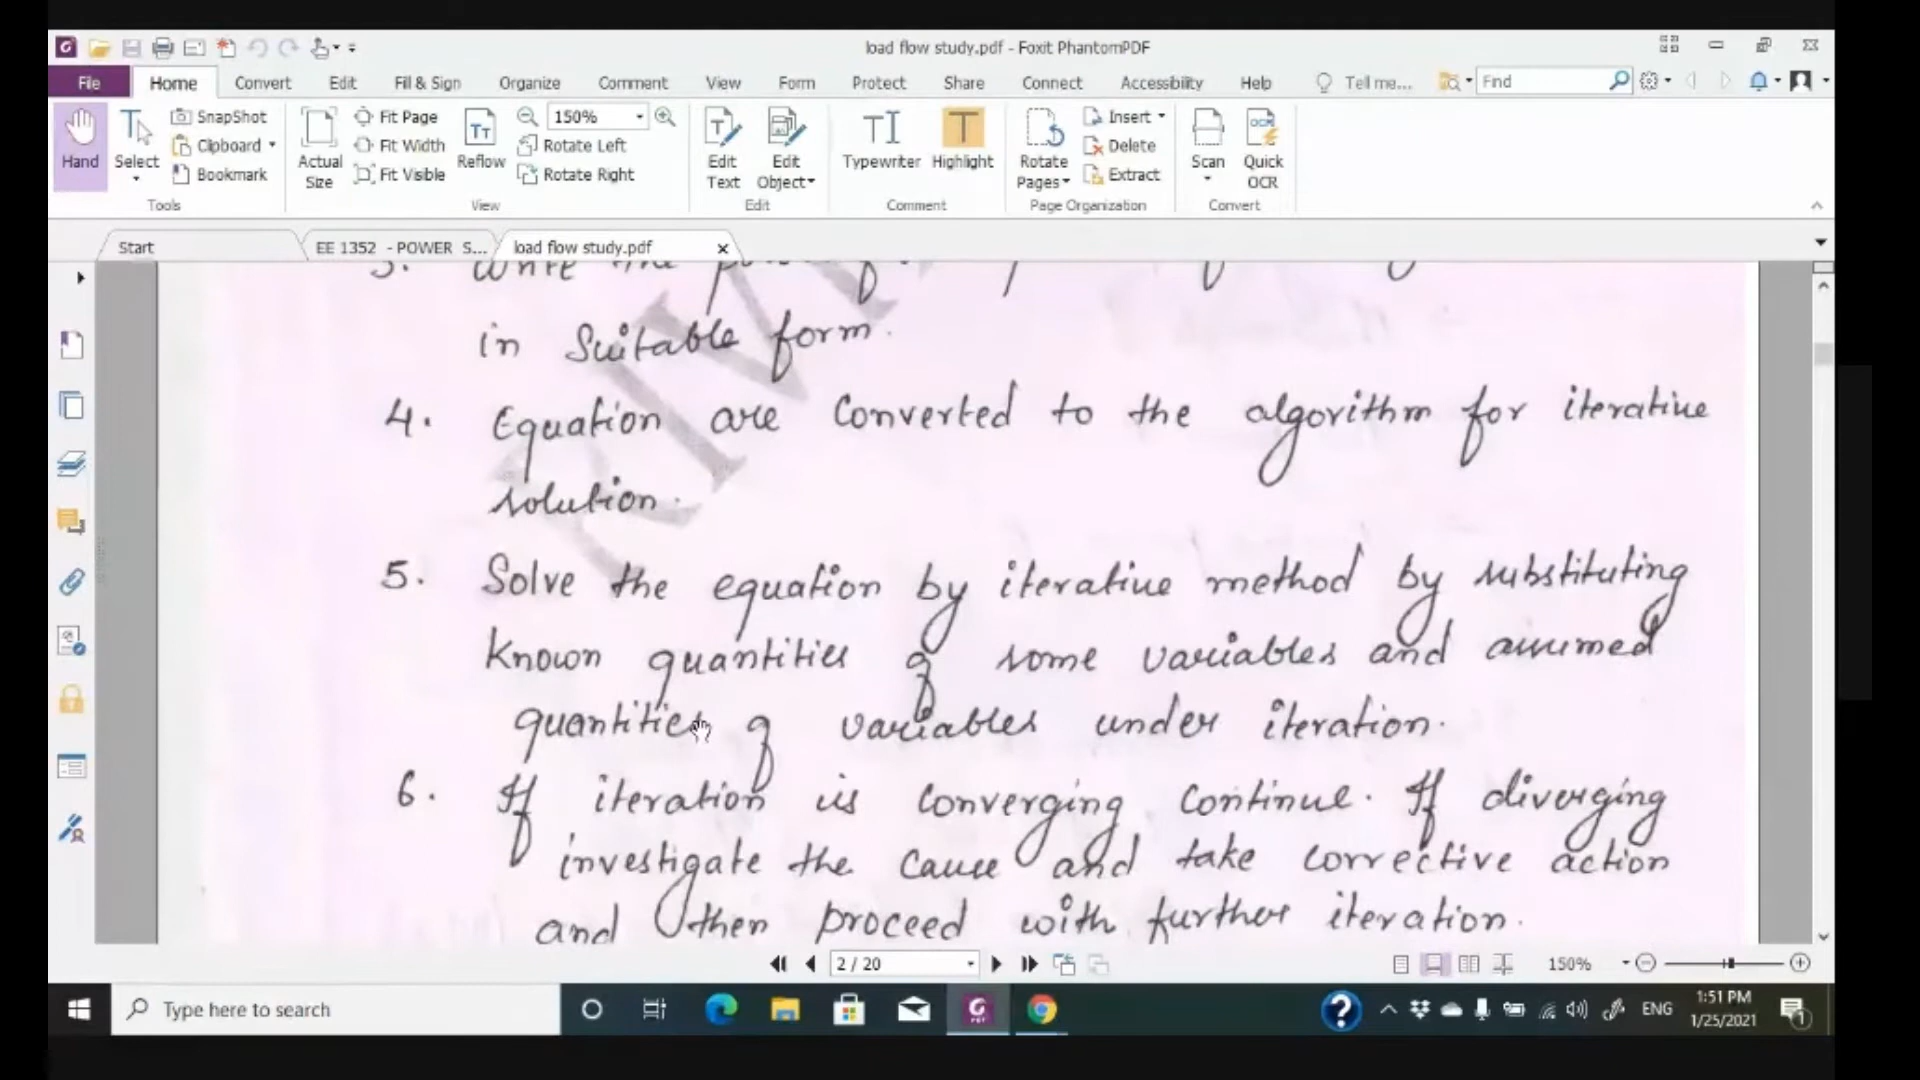 load flow study.pdf - Foxit PhantomPDF
File Home Convert Edit Fill & Sign Organize Comment View Form Protect Share Connect Accessibility Help Tell me... Find
Hand
Select
SnapShot
Clipboard
Bookmark
Tools
Actual Size
Fit Page
Fit Width
Fit Visible
Reflow
150%
Rotate Left
Rotate Right
View
Edit Text
Edit Object
Edit
Typewriter
Highlight
Comment
Rotate Pages
Insert
Delete
Extract
Page Organization
Scan
Quick OCR
Convert
Start EE 1352 - POWER S... load flow study.pdf
3. Write the
in Suitable form.
4. Equation are Converted to the algorithm for iterative
solution.
5. Solve the equation by iterative method by substituting
Known quantities of some variables and assumed
quantities of variables under iteration.
6. If iteration is Converging Continue. If diverging
investigate the Cause and take corrective action
and then proceed with further iteration.
2 / 20
150%
Type here to search
ENG
1:51 PM
1/25/2021
1